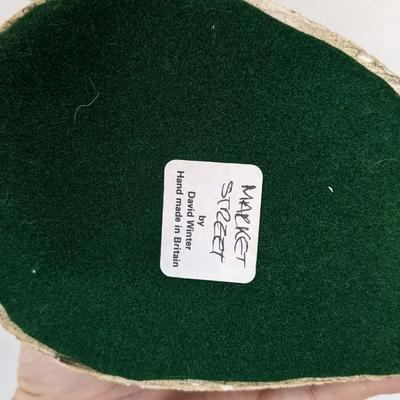 MARKET
STREET
by
David Winter
Hand made in Britain